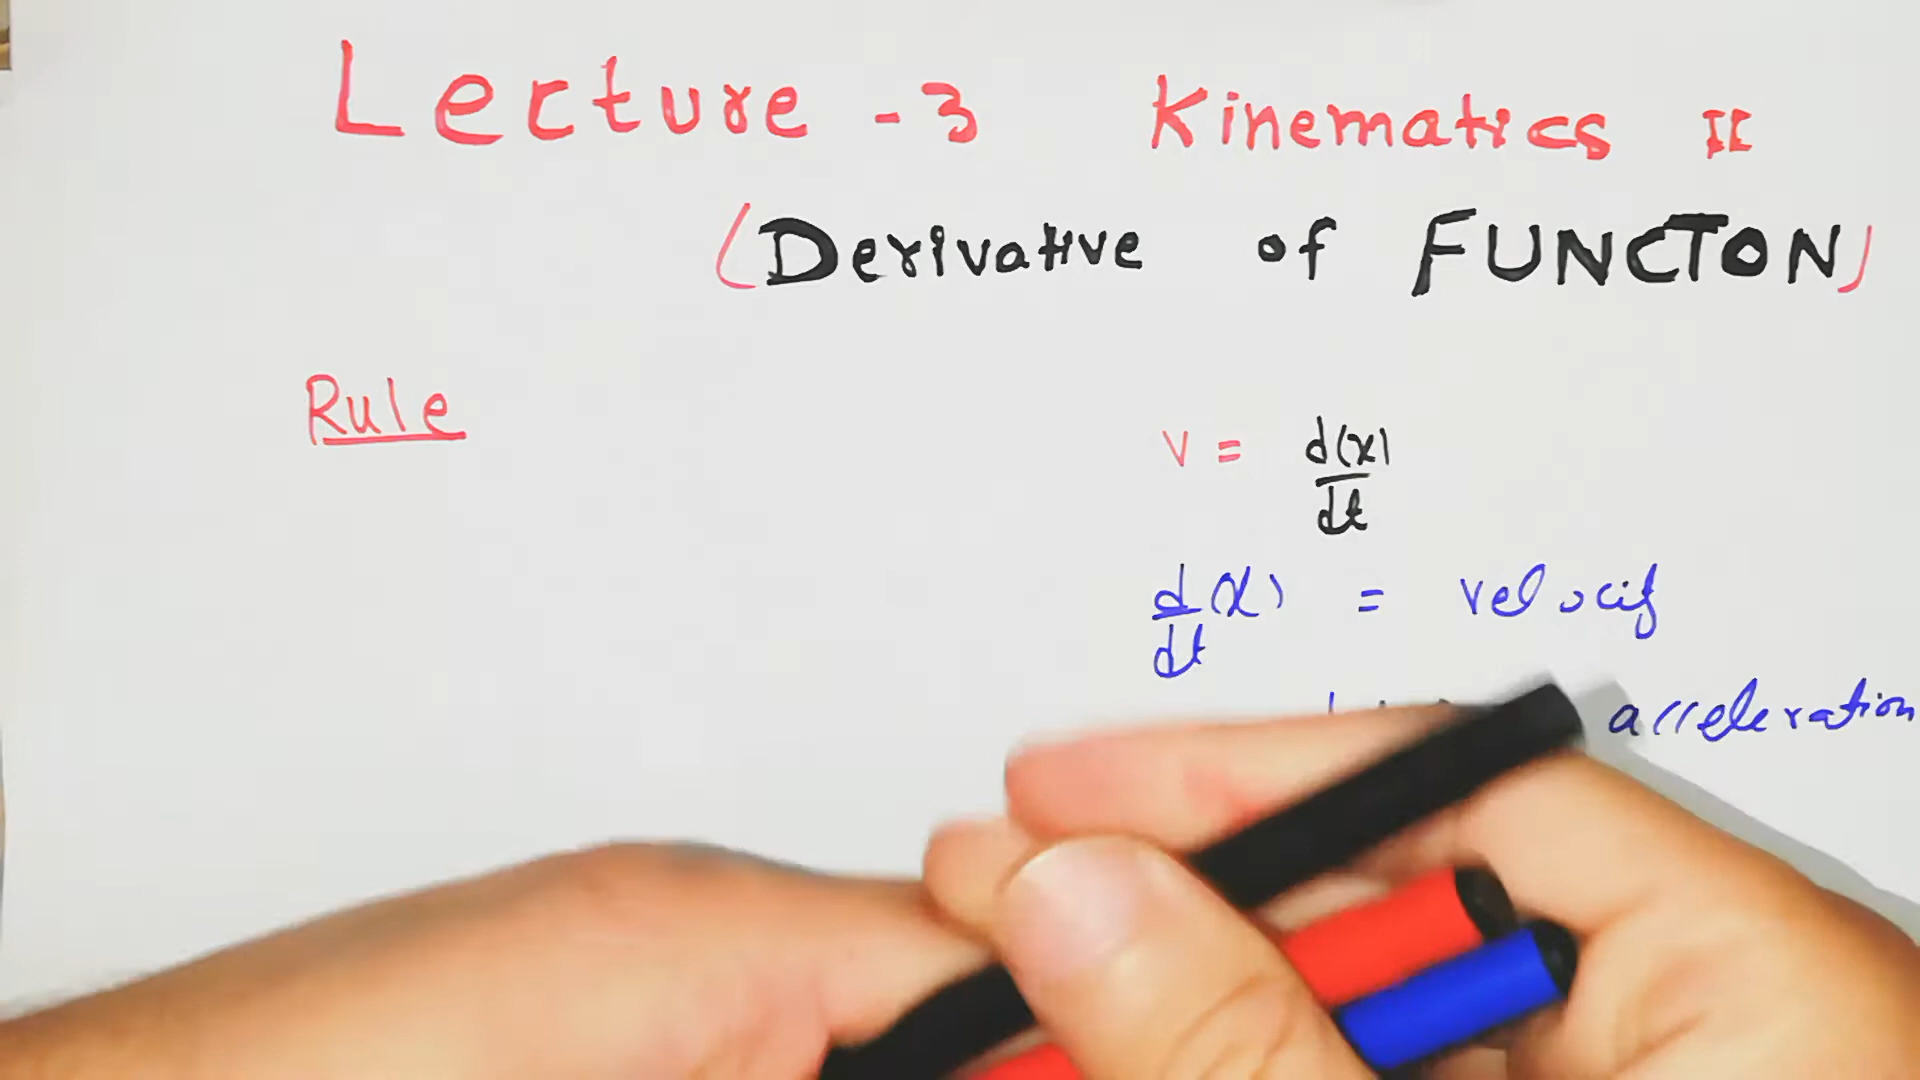 Lecture - 3 Kinematics II
(Derivative of FUNCTON)
Rule
v = d(x)
dt
d(x) = velocity
dt
acceleration